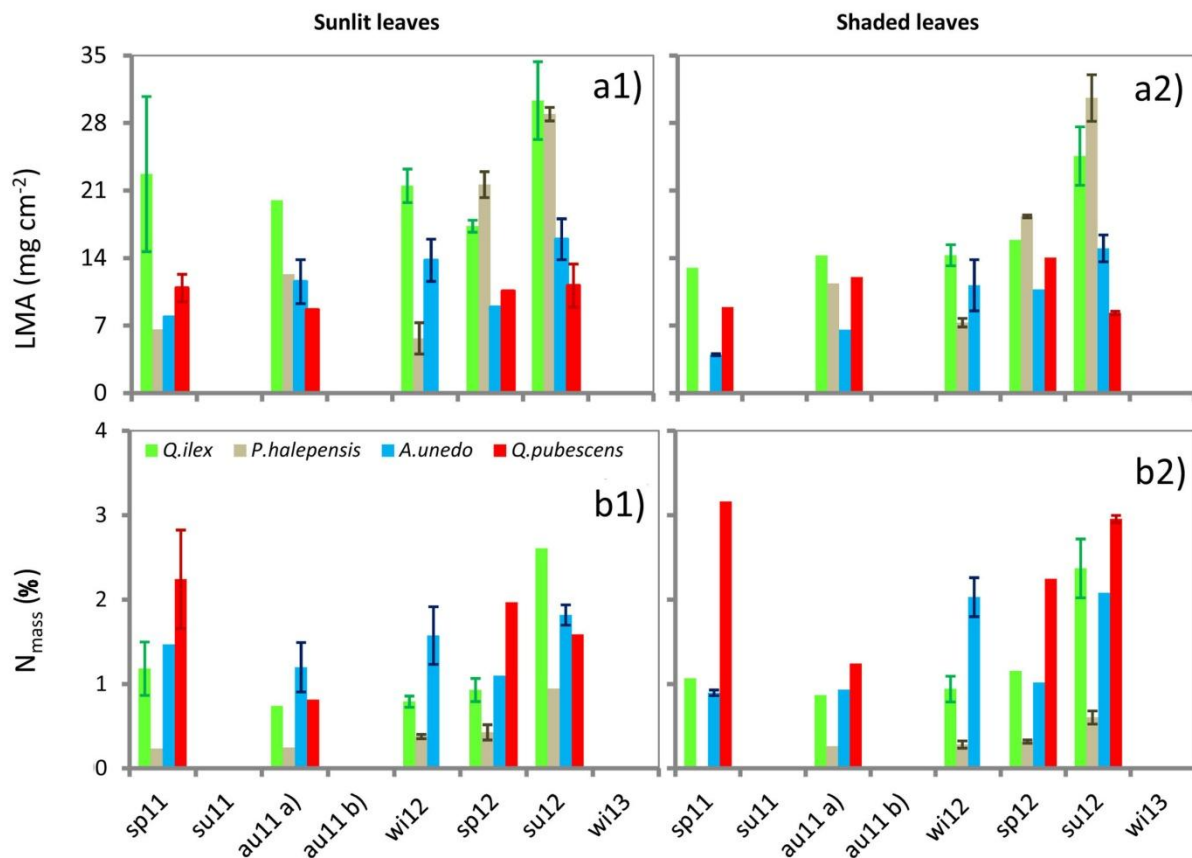 Sunlit leaves
Shaded leaves
LMA (mg cm⁻²)
35
28
21
14
7
0
a1)
a2)
Nmass (%)
4
3
2
1
0
Q.ilex P.halepensis A.unedo Q.pubescens
b1)
b2)
sp11 su11 au11 a) au11 b) wi12 sp12 su12 wi13
sp11 su11 au11 a) au11 b) wi12 sp12 su12 wi13